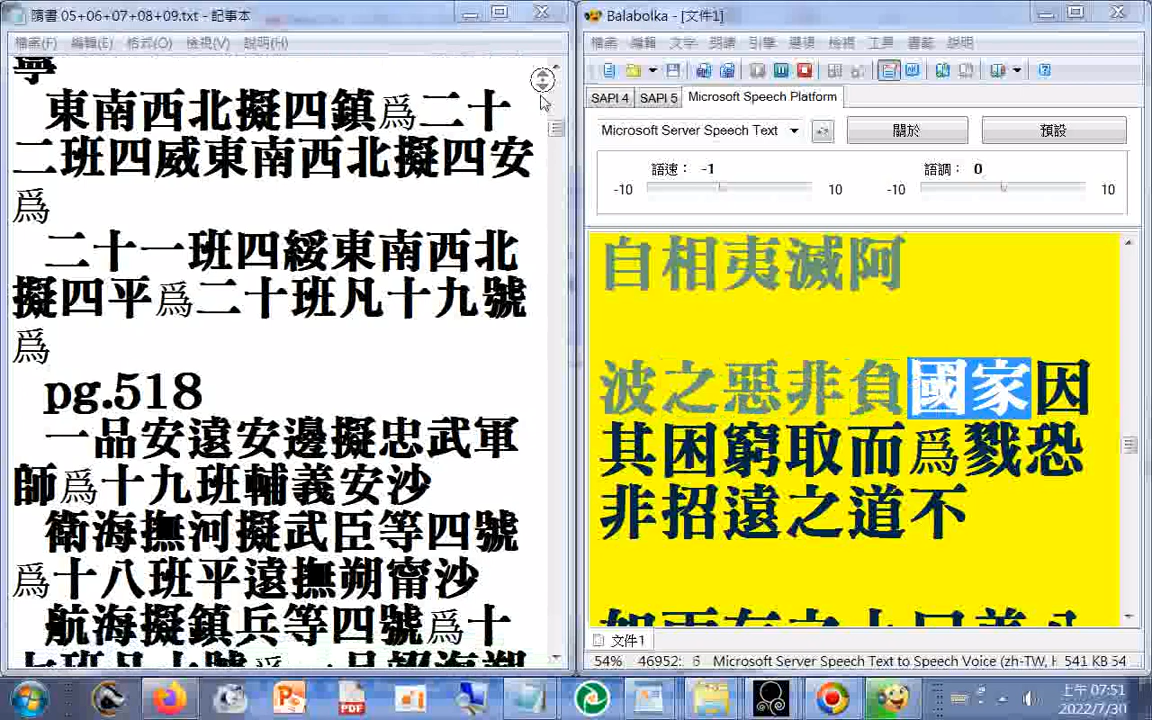 隋書05+06+07+08+09.txt - 記事本
檔案(F) 編輯(E) 格式(O) 檢視(V) 說明(H)
寧
東南西北擬四鎮爲二十
二班四威東南西北擬四安
爲
二十一班四綏東南西北
擬四平爲二十班凡十九號
爲
pg.518
一品安遠安邊擬忠武軍
師爲十九班輔義安沙
衛海撫河擬武臣等四號
爲十八班平遠撫朔甯沙
航海擬鎮兵等四號爲十
Balabolka - [文件1]
檔案 編輯 文字 朗讀 引擎 選項 檢視 工具 書籤 說明
SAPI 4 SAPI 5 Microsoft Speech Platform
Microsoft Server Speech Text 關於 預設
語速： -1 語調： 0
-10 10 -10 10
自相夷滅阿
波之惡非負國家因
其困窮取而爲戮恐
非招遠之道不
文件1
54% 46952: 6 Microsoft Server Speech Text to Speech Voice (zh-TW, H 541 KB 54
上午 07:51
2022/7/30